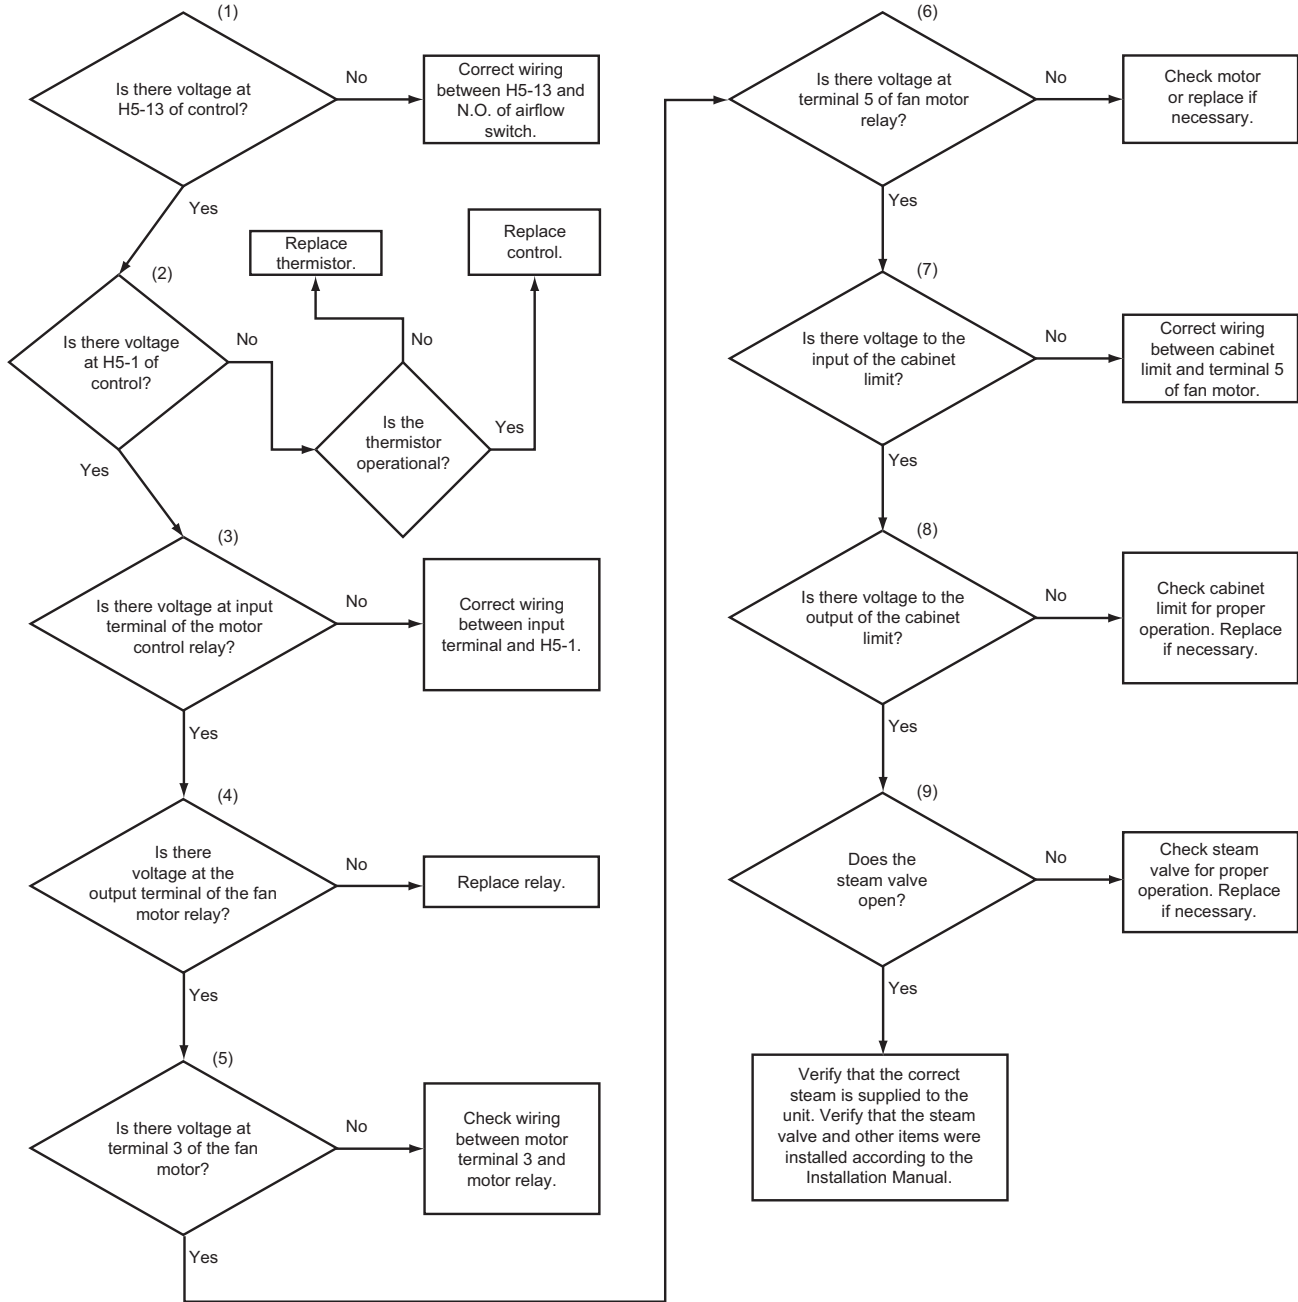 (1)
Is there voltage at
H5-13 of control?
No
Correct wiring
between H5-13 and
N.O. of airflow
switch.
Yes
(2)
Is there voltage
at H5-1 of
control?
No
Replace
thermistor.
Replace
control.
No
Is the
thermistor
operational?
Yes
Yes
(3)
Is there voltage at input
terminal of the motor
control relay?
No
Correct wiring
between input
terminal and H5-1.
Yes
(4)
Is there
voltage at the
output terminal of the fan
motor relay?
No
Replace relay.
Yes
(5)
Is there voltage at
terminal 3 of the fan
motor?
No
Check wiring
between motor
terminal 3 and
motor relay.
Yes
(6)
Is there voltage at
terminal 5 of fan motor
relay?
No
Check motor
or replace if
necessary.
Yes
(7)
Is there voltage to the
input of the cabinet
limit?
No
Correct wiring
between cabinet
limit and terminal 5
of fan motor.
Yes
(8)
Is there voltage to the
output of the cabinet
limit?
No
Check cabinet
limit for proper
operation. Replace
if necessary.
Yes
(9)
Does the
steam valve
open?
No
Check steam
valve for proper
operation. Replace
if necessary.
Yes
Verify that the correct
steam is supplied to the
unit. Verify that the steam
valve and other items were
installed according to the
Installation Manual.